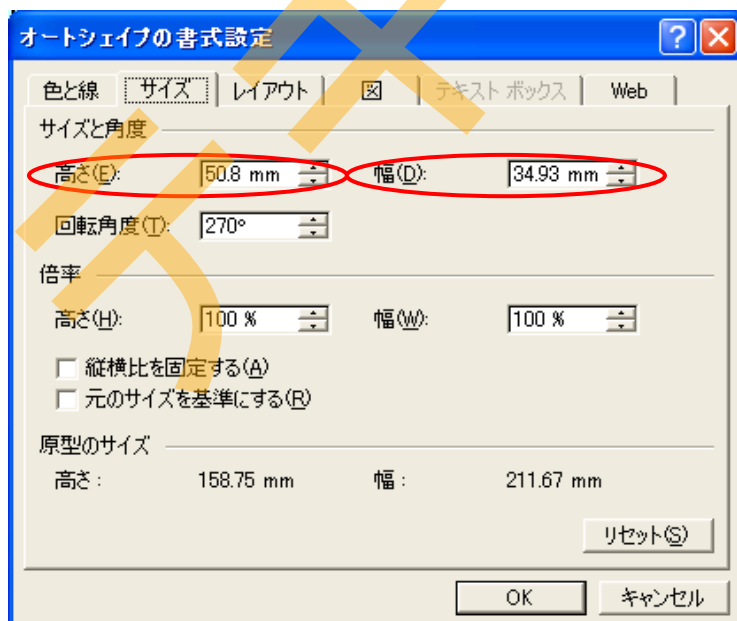 オートシェイプの書式設定
色と線 サイズ レイアウト 図 テキスト ボックス Web
サイズと角度
高さ(E): 50.8 mm 幅(D): 34.93 mm
回転角度(T): 270°
倍率
高さ(H): 100 % 幅(W): 100 %
縦横比を固定する(A)
元のサイズを基準にする(R)
原型のサイズ
高さ: 158.75 mm 幅: 211.67 mm
リセット(S)
OK キャンセル